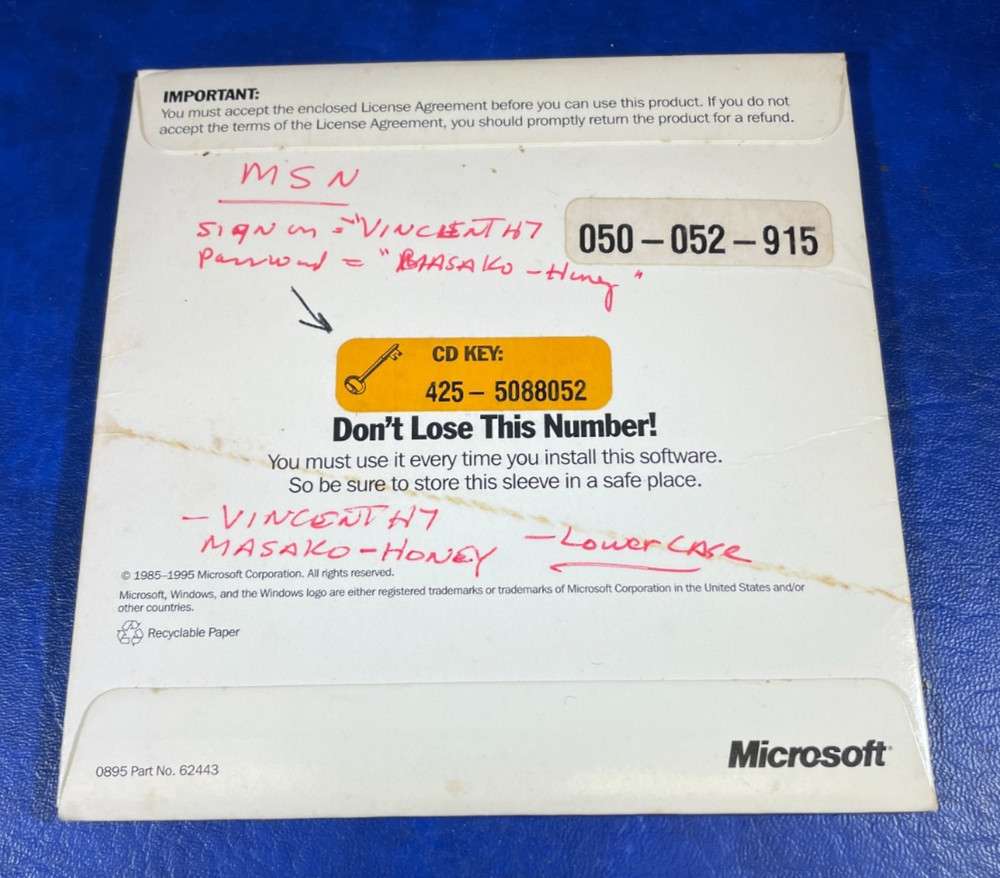 IMPORTANT:
You must accept the enclosed License Agreement before you can use this product. If you do not
accept the terms of the License Agreement, you should promptly return the product for a refund.
MSN
SIGN on = "VINCENTH7
050 – 052 – 915
Password = " MASAKO - Honey "
CD KEY:
425 – 5088052
Don't Lose This Number!
You must use it every time you install this software.
So be sure to store this sleeve in a safe place.
– VINCENTH7
MASAKO – HONEY – Lower CASE
© 1985–1995 Microsoft Corporation. All rights reserved.
Microsoft, Windows, and the Windows logo are either registered trademarks or trademarks of Microsoft Corporation in the United States and/or
other countries.
Recyclable Paper
0895 Part No. 62443
Microsoft